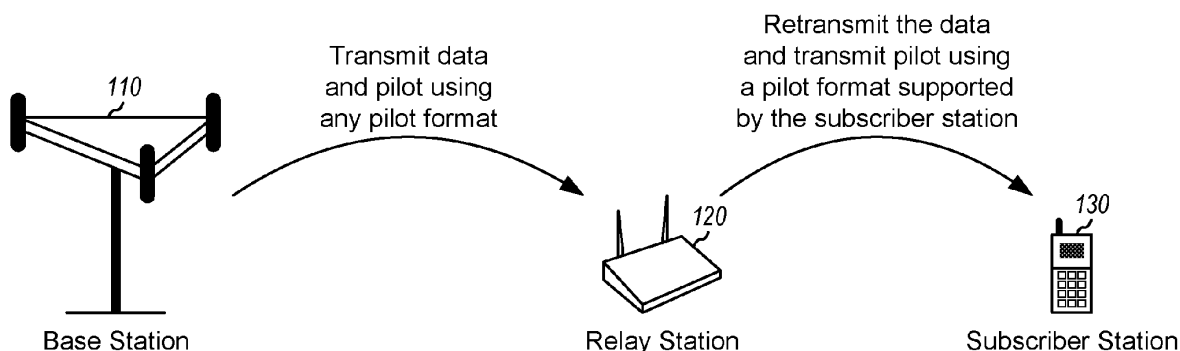 110
Transmit data
and pilot using
any pilot format
Retransmit the data
and transmit pilot using
a pilot format supported
by the subscriber station
120
130
Base Station
Relay Station
Subscriber Station